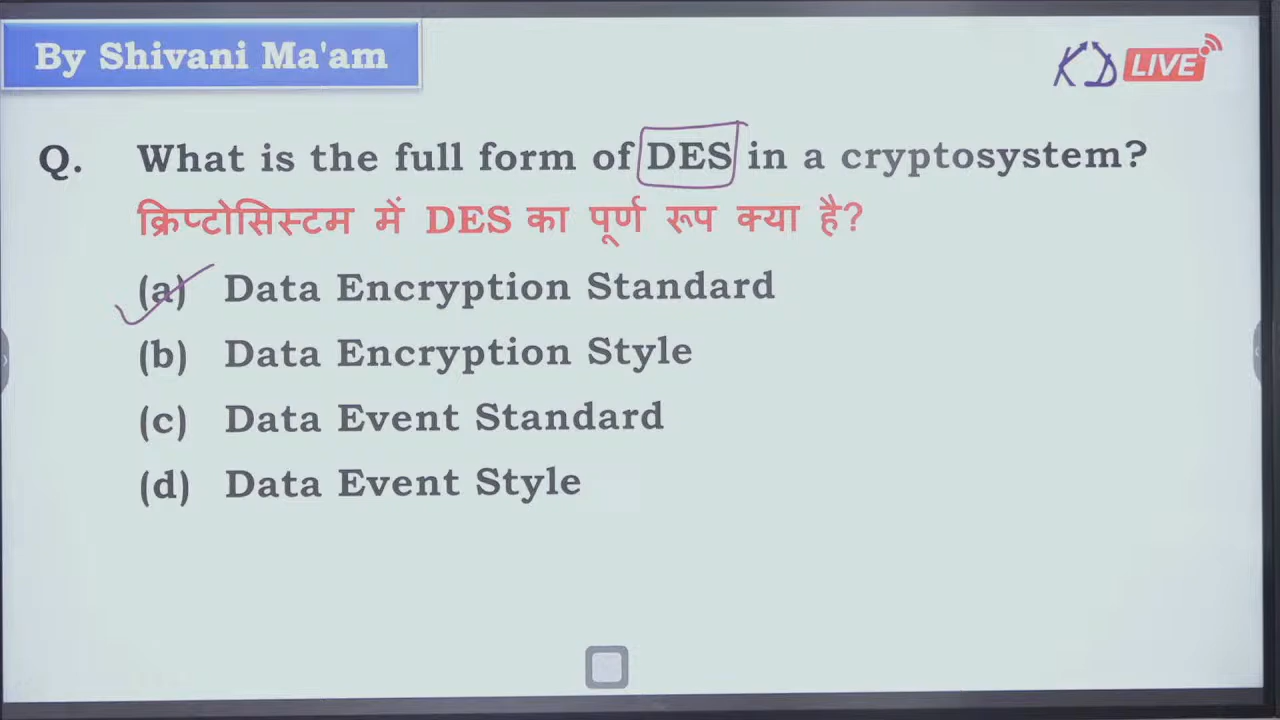 By Shivani Ma'am
KD LIVE
Q. What is the full form of DES in a cryptosystem?
क्रिप्टोसिस्टम में DES का पूर्ण रूप क्या है?
(a) Data Encryption Standard
(b) Data Encryption Style
(c) Data Event Standard
(d) Data Event Style